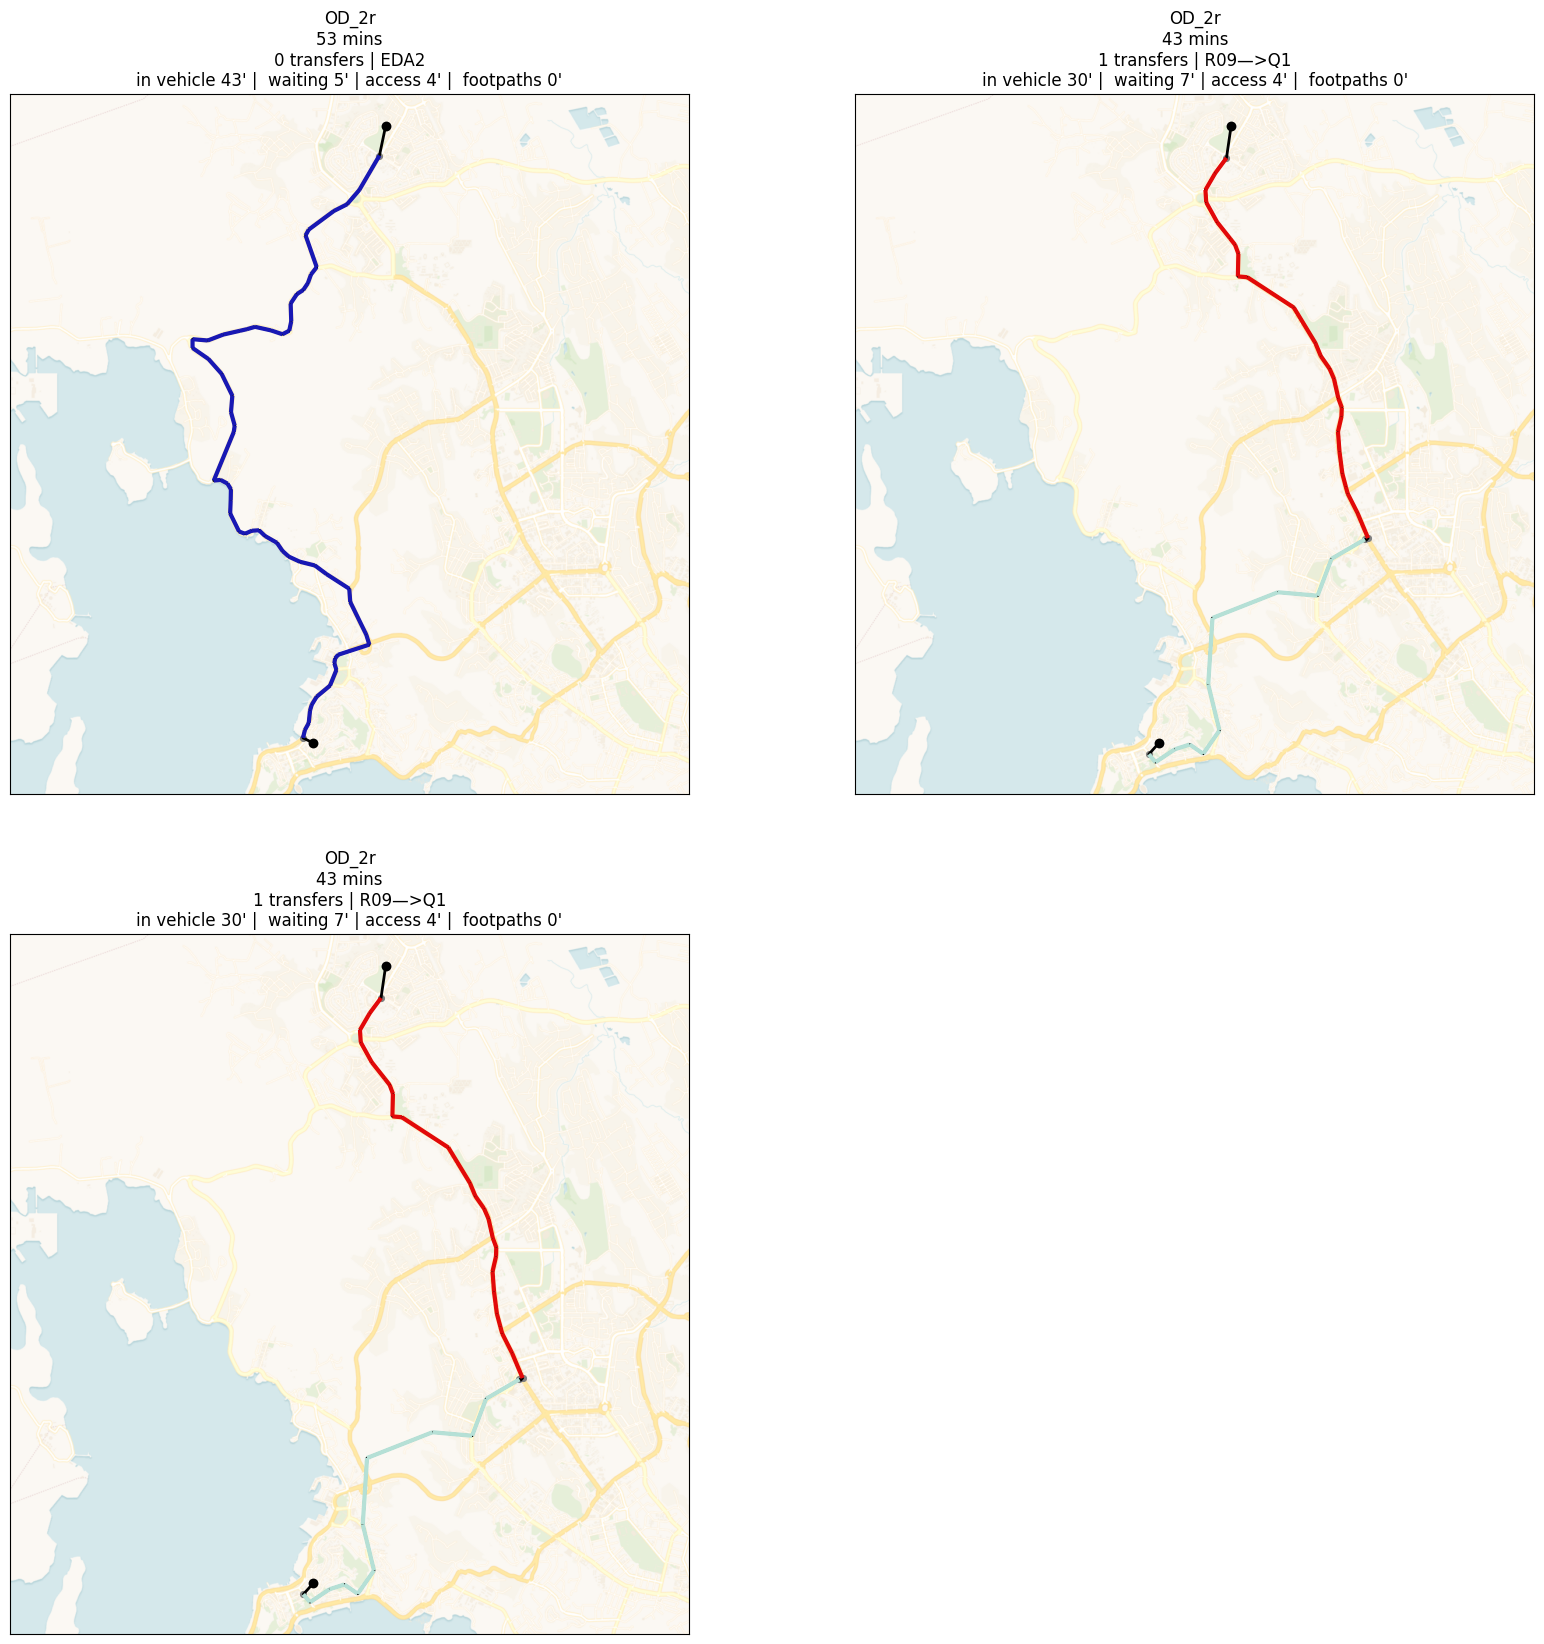 OD_2r
53 mins
0 transfers | EDA2
in vehicle 43' |  waiting 5' | access 4' |  footpaths 0'
OD_2r
43 mins
1 transfers | R09—>Q1
in vehicle 30' |  waiting 7' | access 4' |  footpaths 0'
OD_2r
43 mins
1 transfers | R09—>Q1
in vehicle 30' |  waiting 7' | access 4' |  footpaths 0'